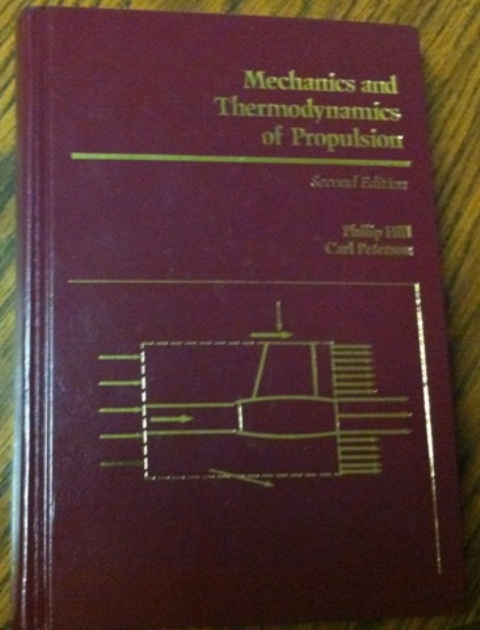 Mechanics and
Thermodynamics
of Propulsion
Second Edition
Philip Hill
Carl Peterson